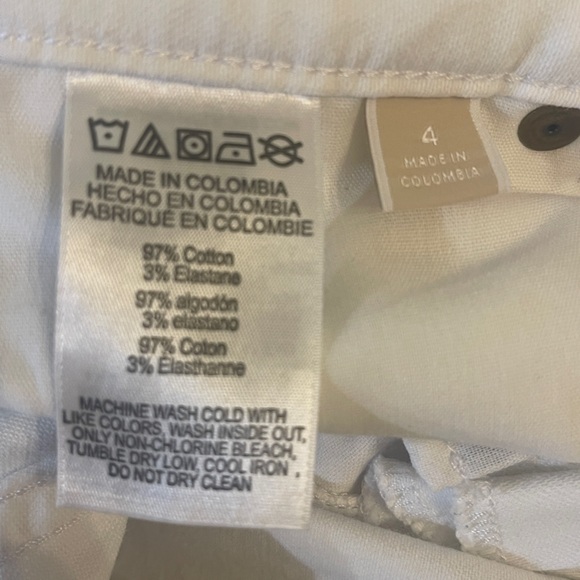 MADE IN COLOMBIA
HECHO EN COLOMBIA
FABRIQUÉ EN COLOMBIE
97% Cotton
3% Elastane
97% algodón
3% elastano
97% Coton
3% Elasthanne
MACHINE WASH COLD WITH
LIKE COLORS, WASH INSIDE OUT,
ONLY NON-CHLORINE BLEACH,
TUMBLE DRY LOW, COOL IRON .
DO NOT DRY CLEAN
4
MADE IN
COLOMBIA